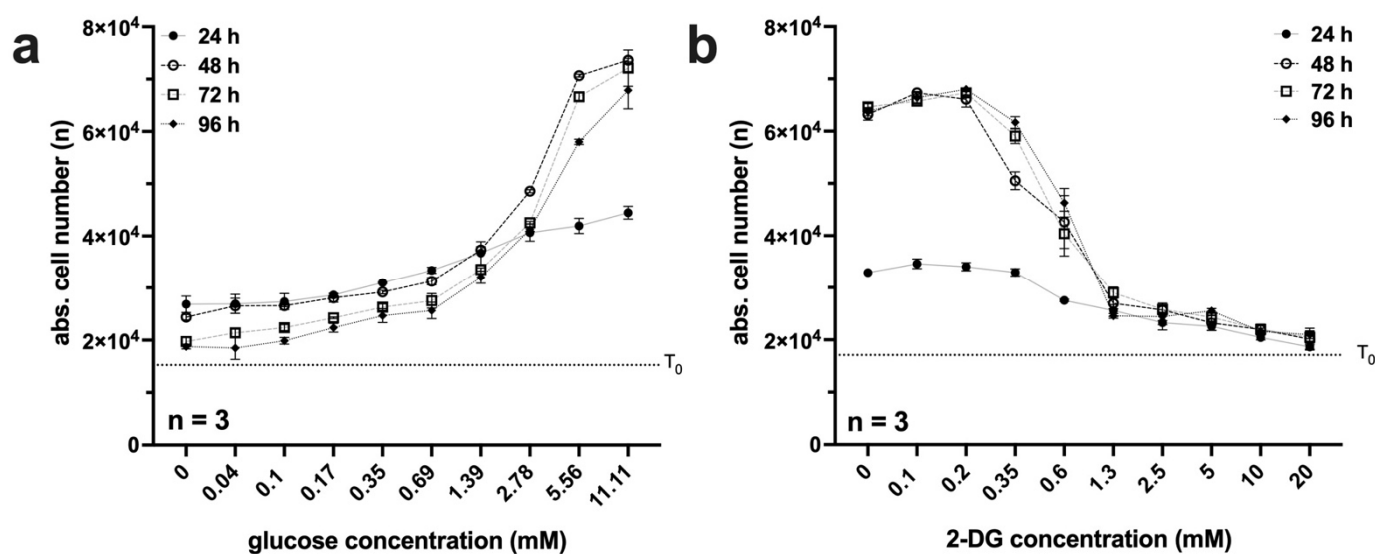 a
abs. cell number (n)
8×10⁴
6×10⁴
4×10⁴
2×10⁴
0
24 h
48 h
72 h
96 h
T₀
n = 3
0 0.04 0.1 0.17 0.35 0.69 1.39 2.78 5.56 11.11
glucose concentration (mM)
b
abs. cell number (n)
8×10⁴
6×10⁴
4×10⁴
2×10⁴
0
24 h
48 h
72 h
96 h
T₀
n = 3
0 0.1 0.2 0.35 0.6 1.3 2.5 5 10 20
2-DG concentration (mM)